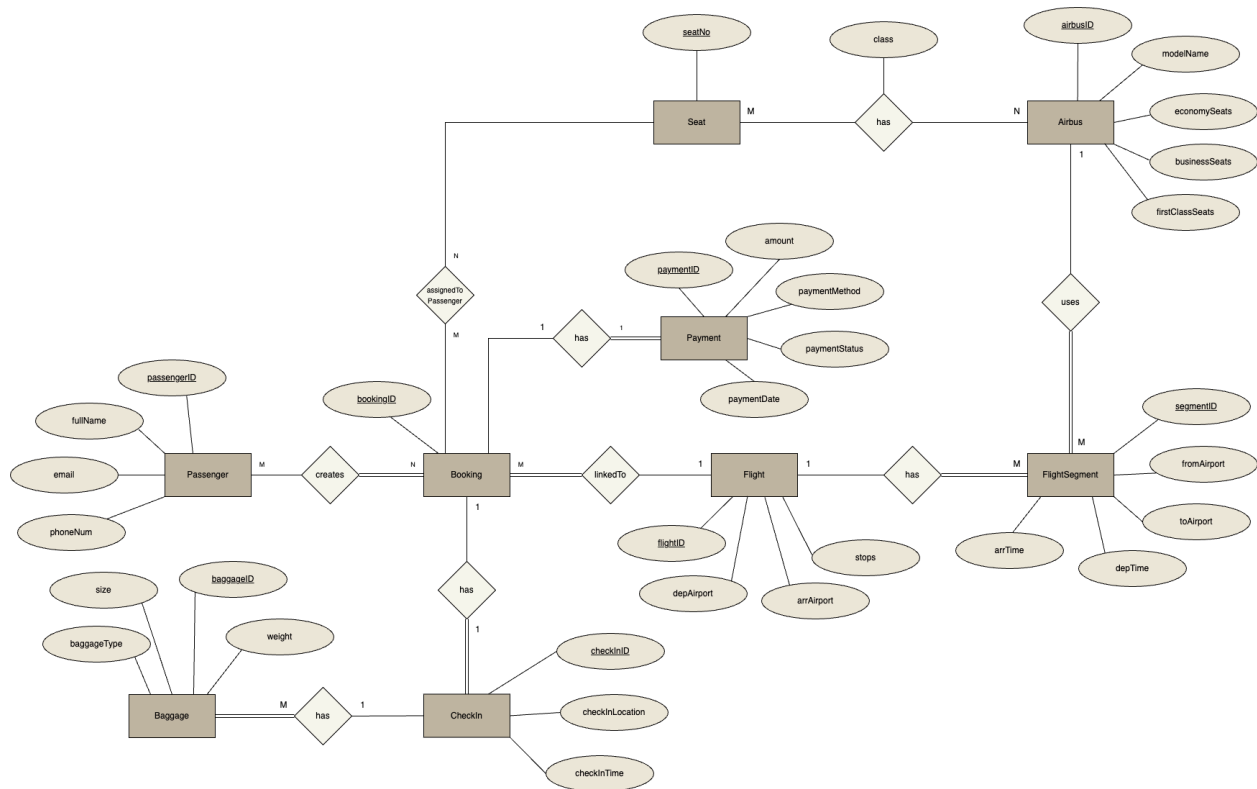 seatNo
class
airbusID
modelName
economySeats
businessSeats
firstClassSeats
Seat
M
has
N
Airbus
1
N
assignedTo
Passenger
M
paymentID
amount
paymentMethod
paymentStatus
paymentDate
1
has
1
Payment
uses
passengerID
fullName
email
phoneNum
bookingID
Passenger
M
creates
N
Booking
M
linkedTo
1
Flight
1
has
M
M
FlightSegment
segmentID
fromAirport
toAirport
arrTime
depTime
flightID
depAirport
arrAirport
stops
1
has
1
size
baggageID
baggageType
weight
Baggage
M
has
1
CheckIn
checkInID
checkInLocation
checkInTime